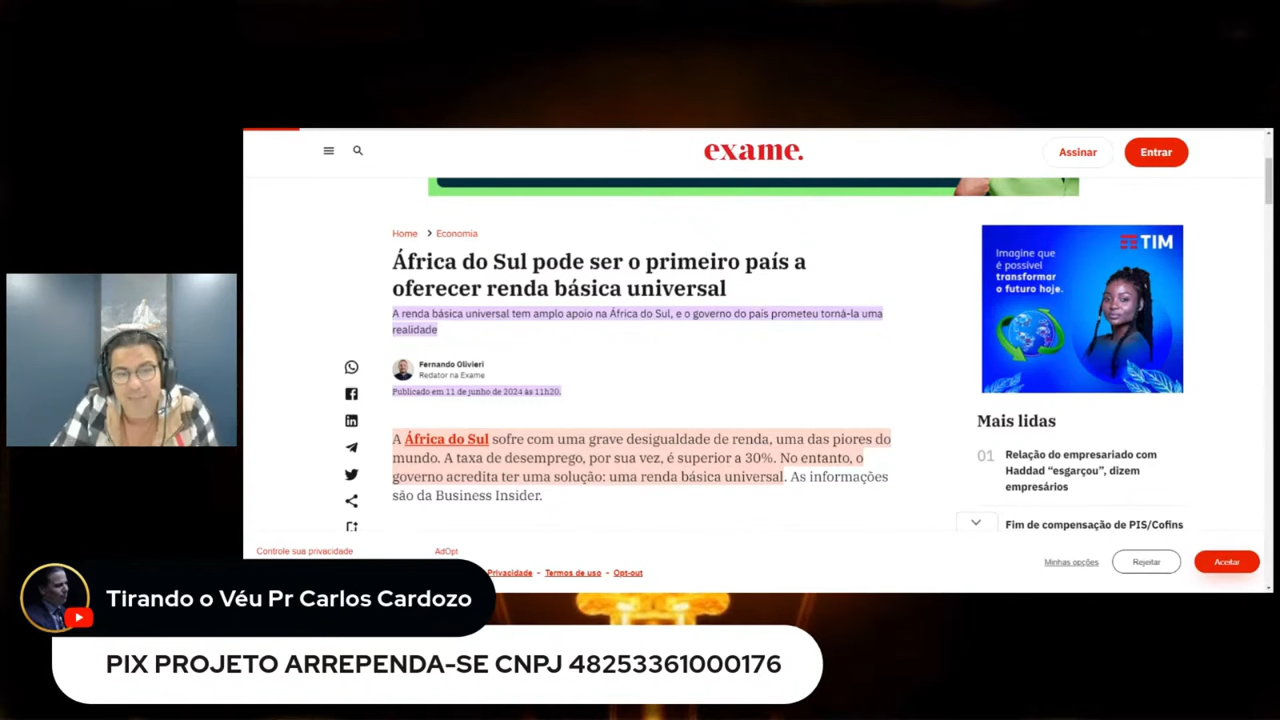 exame.
Assinar
Entrar
Home > Economia
África do Sul pode ser o primeiro país a
oferecer renda básica universal
A renda básica universal tem amplo apoio na África do Sul, e o governo do país prometeu torná-la uma
realidade
Fernando Olivieri
Redator na Exame
Publicado em 11 de junho de 2024 às 11h20.
A África do Sul sofre com uma grave desigualdade de renda, uma das piores do
mundo. A taxa de desemprego, por sua vez, é superior a 30%. No entanto, o
governo acredita ter uma solução: uma renda básica universal. As informações
são da Business Insider.
TIM
Imagine que
é possível
transformar
o futuro hoje.
Mais lidas
01 Relação do empresariado com
Haddad “esgarçou”, dizem
empresários
Fim de compensação de PIS/Cofins
Controle sua privacidade
AdOpt
Privacidade - Termos de uso - Opt-out
Minhas opções
Rejeitar
Aceitar
Tirando o Véu Pr Carlos Cardozo
PIX PROJETO ARREPENDA-SE CNPJ 48253361000176